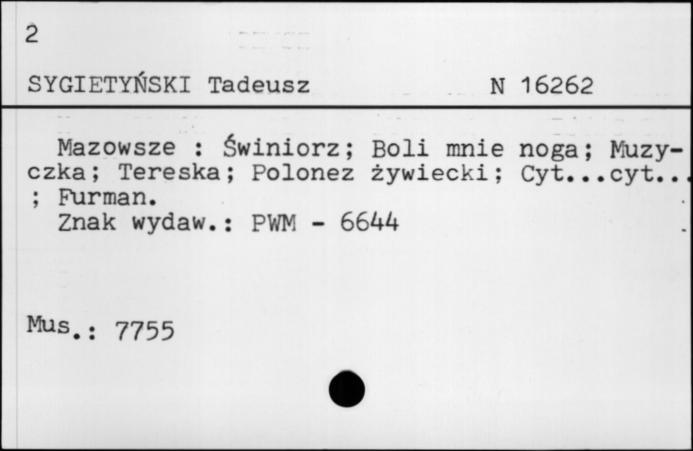 2
SYGIETYŃSKI Tadeusz N 16262
Mazowsze : Świniorz; Boli mnie noga; Muzy-
czka; Tereska; Polonez żywiecki; Cyt...cyt...
; Furman.
Znak wydaw.: PWM - 6644
Mus.: 7755